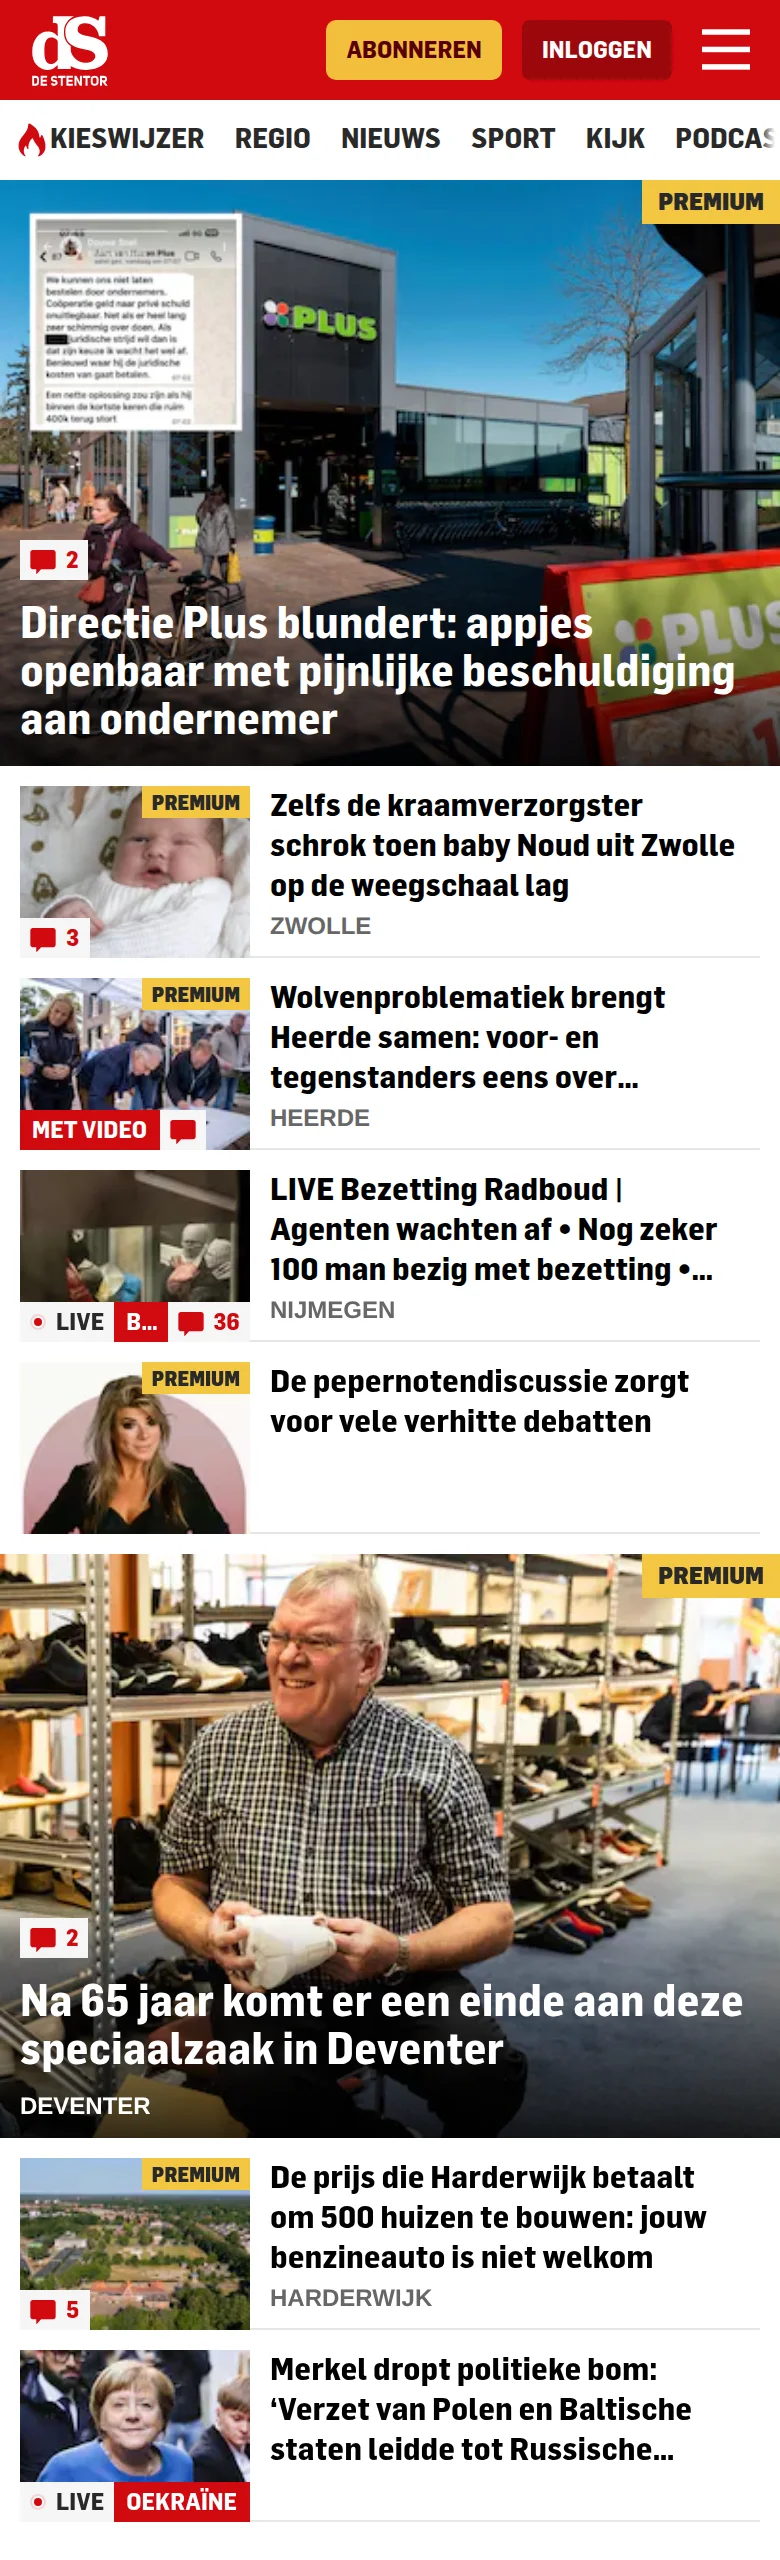 dS
DE STENTOR
ABONNEREN
INLOGGEN
KIESWIJZER REGIO NIEUWS SPORT KIJK PODCAS
PREMIUM
We kunnen ons niet laten
bestelen door ondernemers.
Coöperatie geld naar privé schuld
onuitlegbaar. Net als er heel lang
zeer schimmig over doen. Als
juridische strijd wil dan is
dat zijn keuze ik wacht het wel af.
Benieuwd waar hij de juridische
kosten van gaat betalen.
Een nette oplossing zou zijn als hij
binnen de kortste keren die ruim
400k terug stort
PLUS
PLUS
2
Directie Plus blundert: appjes
openbaar met pijnlijke beschuldiging
aan ondernemer
PREMIUM
3
Zelfs de kraamverzorgster
schrok toen baby Noud uit Zwolle
op de weegschaal lag
ZWOLLE
PREMIUM
MET VIDEO
Wolvenproblematiek brengt
Heerde samen: voor- en
tegenstanders eens over...
HEERDE
LIVE B... 36
LIVE Bezetting Radboud |
Agenten wachten af • Nog zeker
100 man bezig met bezetting •...
NIJMEGEN
PREMIUM
De pepernotendiscussie zorgt
voor vele verhitte debatten
PREMIUM
2
Na 65 jaar komt er een einde aan deze
speciaalzaak in Deventer
DEVENTER
PREMIUM
5
De prijs die Harderwijk betaalt
om 500 huizen te bouwen: jouw
benzineauto is niet welkom
HARDERWIJK
LIVE OEKRAÏNE
Merkel dropt politieke bom:
‘Verzet van Polen en Baltische
staten leidde tot Russische...